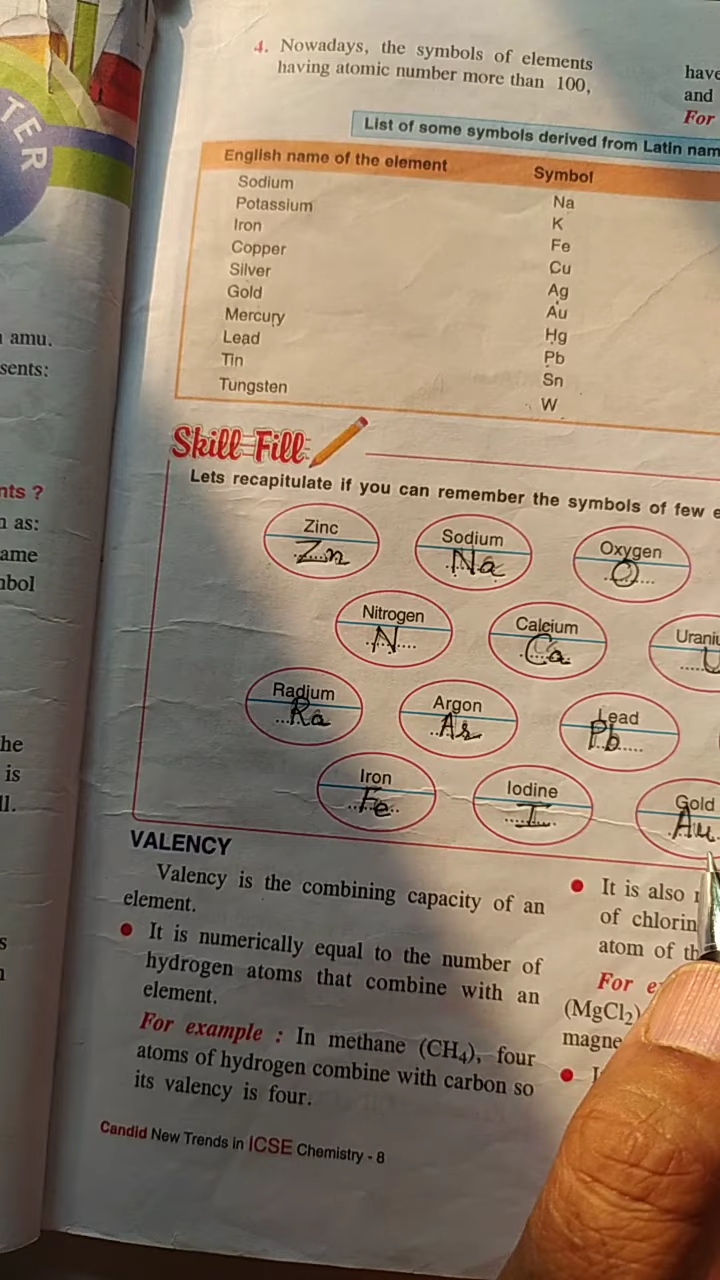 TER
amu.
sents:
nts ?
n as:
ame
nbol
he
is
ll.
s
4. Nowadays, the symbols of elements
having atomic number more than 100,
have
and
For
List of some symbols derived from Latin nam
English name of the element Symbol
Sodium Na
Potassium K
Iron Fe
Copper Cu
Silver Ag
Gold Au
Mercury Hg
Lead Pb
Tin Sn
Tungsten W
Skill Fill
Lets recapitulate if you can remember the symbols of few e
Zinc Sodium Oxygen
Zn Na O
Nitrogen Calcium Uraniu
N Ca U
Radium Argon Lead
Ra Ar Pb
Iron Iodine Gold
Fe I Au
VALENCY
Valency is the combining capacity of an
element.
• It is numerically equal to the number of
hydrogen atoms that combine with an
element.
For example : In methane (CH₄), four
atoms of hydrogen combine with carbon so
its valency is four.
• It is also
of chlorin
atom of th
For e
(MgCl₂)
magne
Candid New Trends in ICSE Chemistry - 8